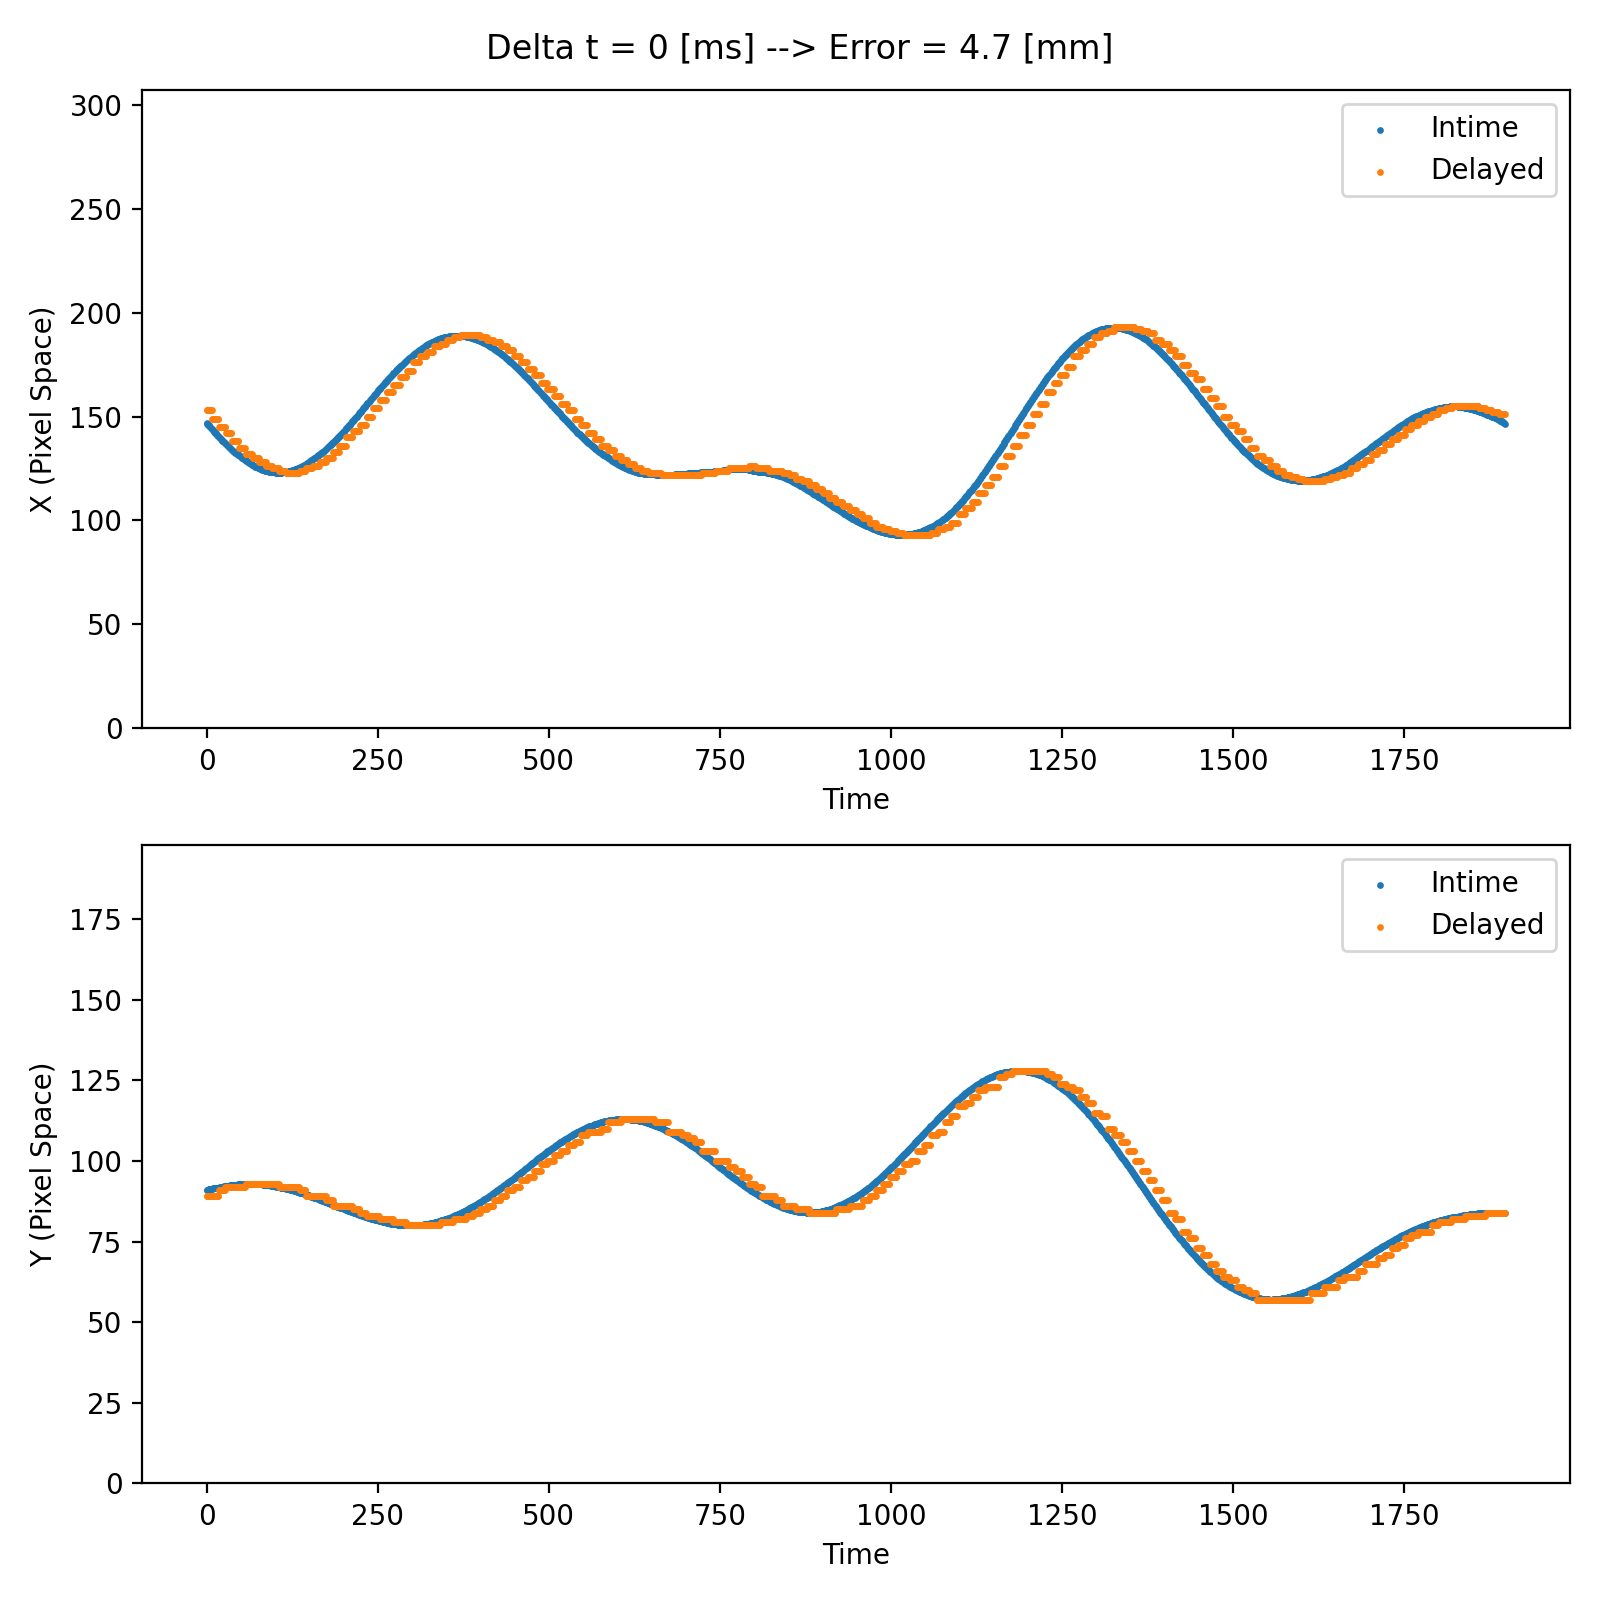 Delta t = 0 [ms] --> Error = 4.7 [mm]
300
250
200
150
100
50
0
X (Pixel Space)
Intime
Delayed
0 250 500 750 1000 1250 1500 1750
Time
175
150
125
100
75
50
25
0
Y (Pixel Space)
Intime
Delayed
0 250 500 750 1000 1250 1500 1750
Time